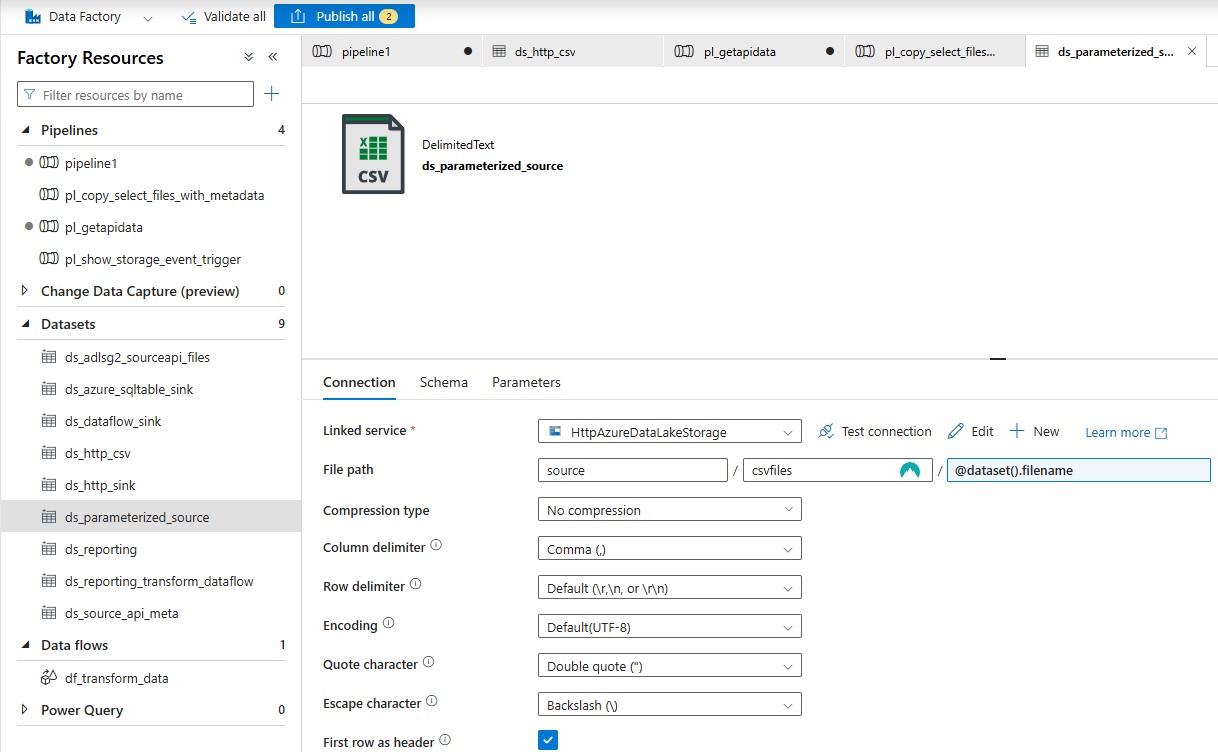 Data Factory
Validate all
Publish all 2
Factory Resources
Filter resources by name
Pipelines 4
pipeline1
pl_copy_select_files_with_metadata
pl_getapidata
pl_show_storage_event_trigger
Change Data Capture (preview) 0
Datasets 9
ds_adlsg2_sourceapi_files
ds_azure_sqltable_sink
ds_dataflow_sink
ds_http_csv
ds_http_sink
ds_parameterized_source
ds_reporting
ds_reporting_transform_dataflow
ds_source_api_meta
Data flows 1
df_transform_data
Power Query 0
pipeline1 ds_http_csv pl_getapidata pl_copy_select_files... ds_parameterized_s...
CSV
DelimitedText
ds_parameterized_source
Connection Schema Parameters
Linked service * HttpAzureDataLakeStorage Test connection Edit New Learn more
File path source / csvfiles / @dataset().filename
Compression type No compression
Column delimiter Comma (,)
Row delimiter Default (\r,\n, or \r\n)
Encoding Default(UTF-8)
Quote character Double quote (")
Escape character Backslash (\)
First row as header